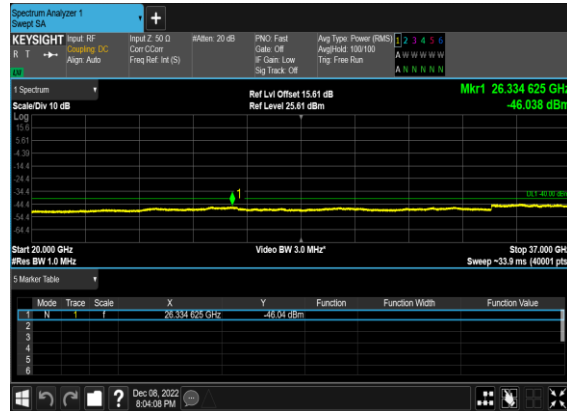 Spectrum Analyzer 1
Swept SA
+
KEYSIGHT Input: RF Input Z: 50 Ω #Atten: 20 dB PNO: Fast Avg Type: Power (RMS) 1 2 3 4 5 6
R T Coupling: DC Corr CCorr Gate: Off Avg|Hold: 100/100 A W W W W W
Align: Auto Freq Ref: Int (S) IF Gain: Low Trig: Free Run
Sig Track: Off A N N N N N
1 Spectrum Ref Lvl Offset 15.61 dB Mkr1 26.334 625 GHz
Scale/Div 10 dB Ref Level 25.61 dBm -46.038 dBm
Log
15.6
5.61
-4.39
-14.4
-24.4
-34.4 1 DL1 -40.00 dBm
-44.4
-54.4
-64.4
Start 20.000 GHz Video BW 3.0 MHz* Stop 37.000 GHz
#Res BW 1.0 MHz Sweep ~33.9 ms (40001 pts)
5 Marker Table
Mode Trace Scale X Y Function Function Width Function Value
1 N 1 f 26.334 625 GHz -46.04 dBm
2
3
4
5
6
? Dec 08, 2022
8:04:08 PM